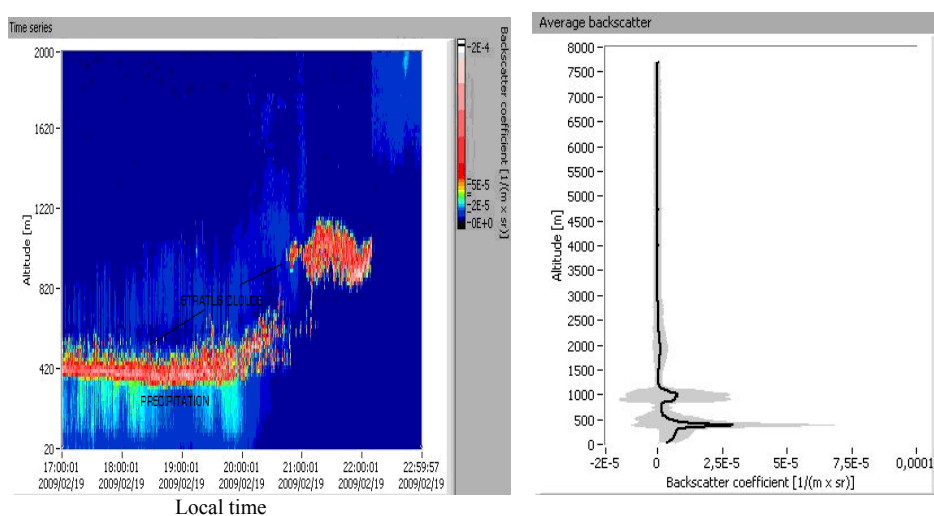 Time series
2000
1620
1220
820
420
20
Altitude [m]
STRATUS CLOUDS
PRECIPITATION
17:00:01 18:00:01 19:00:01 20:00:01 21:00:01 22:00:01 22:59:57
2009/02/19 2009/02/19 2009/02/19 2009/02/19 2009/02/19 2009/02/19 2009/02/19
Local time
-2E-4
5E-5
-2E-5
-0E+0
Backscatter coefficient [1/(m x sr)]
Average backscatter
8000
7500
7000
6500
6000
5500
5000
4500
4000
3500
3000
2500
2000
1500
1000
500
0
Altitude [m]
-2E-5 0 2,5E-5 5E-5 7,5E-5 0,0001
Backscatter coefficient [1/(m x sr)]